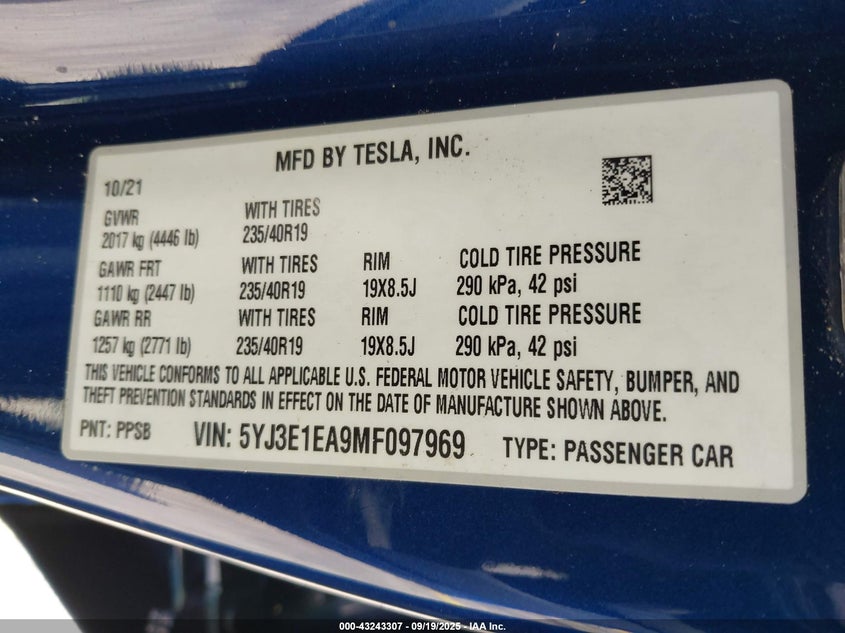 MFD BY TESLA, INC.
10/21
GVWR WITH TIRES
2017 kg (4446 lb) 235/40R19
GAWR FRT WITH TIRES RIM COLD TIRE PRESSURE
1110 kg (2447 lb) 235/40R19 19X8.5J 290 kPa, 42 psi
GAWR RR WITH TIRES RIM COLD TIRE PRESSURE
1257 kg (2771 lb) 235/40R19 19X8.5J 290 kPa, 42 psi
THIS VEHICLE CONFORMS TO ALL APPLICABLE U.S. FEDERAL MOTOR VEHICLE SAFETY, BUMPER, AND
THEFT PREVENTION STANDARDS IN EFFECT ON THE DATE OF MANUFACTURE SHOWN ABOVE.
PNT: PPSB VIN: 5YJ3E1EA9MF097969 TYPE: PASSENGER CAR
000-43243307 - 09/19/2025 - IAA Inc.